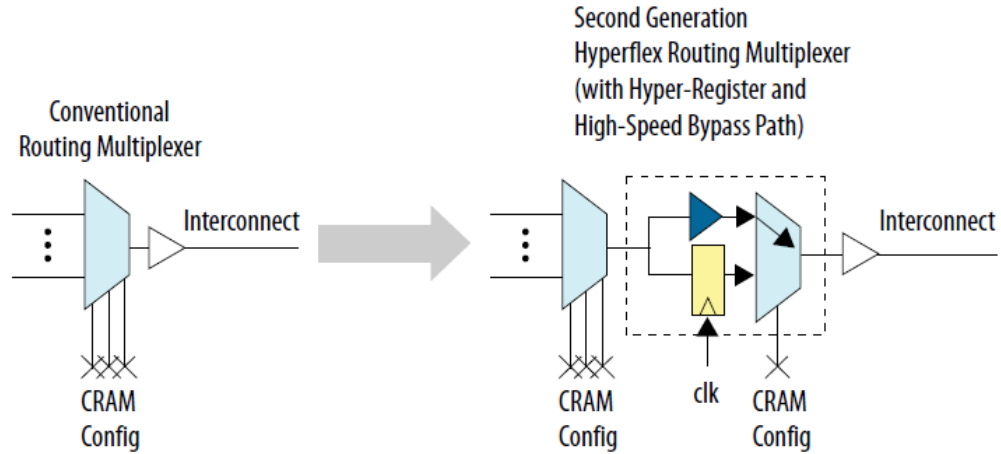 Conventional
Routing Multiplexer
Interconnect
CRAM
Config
Second Generation
Hyperflex Routing Multiplexer
(with Hyper-Register and
High-Speed Bypass Path)
Interconnect
CRAM
Config
clk
CRAM
Config